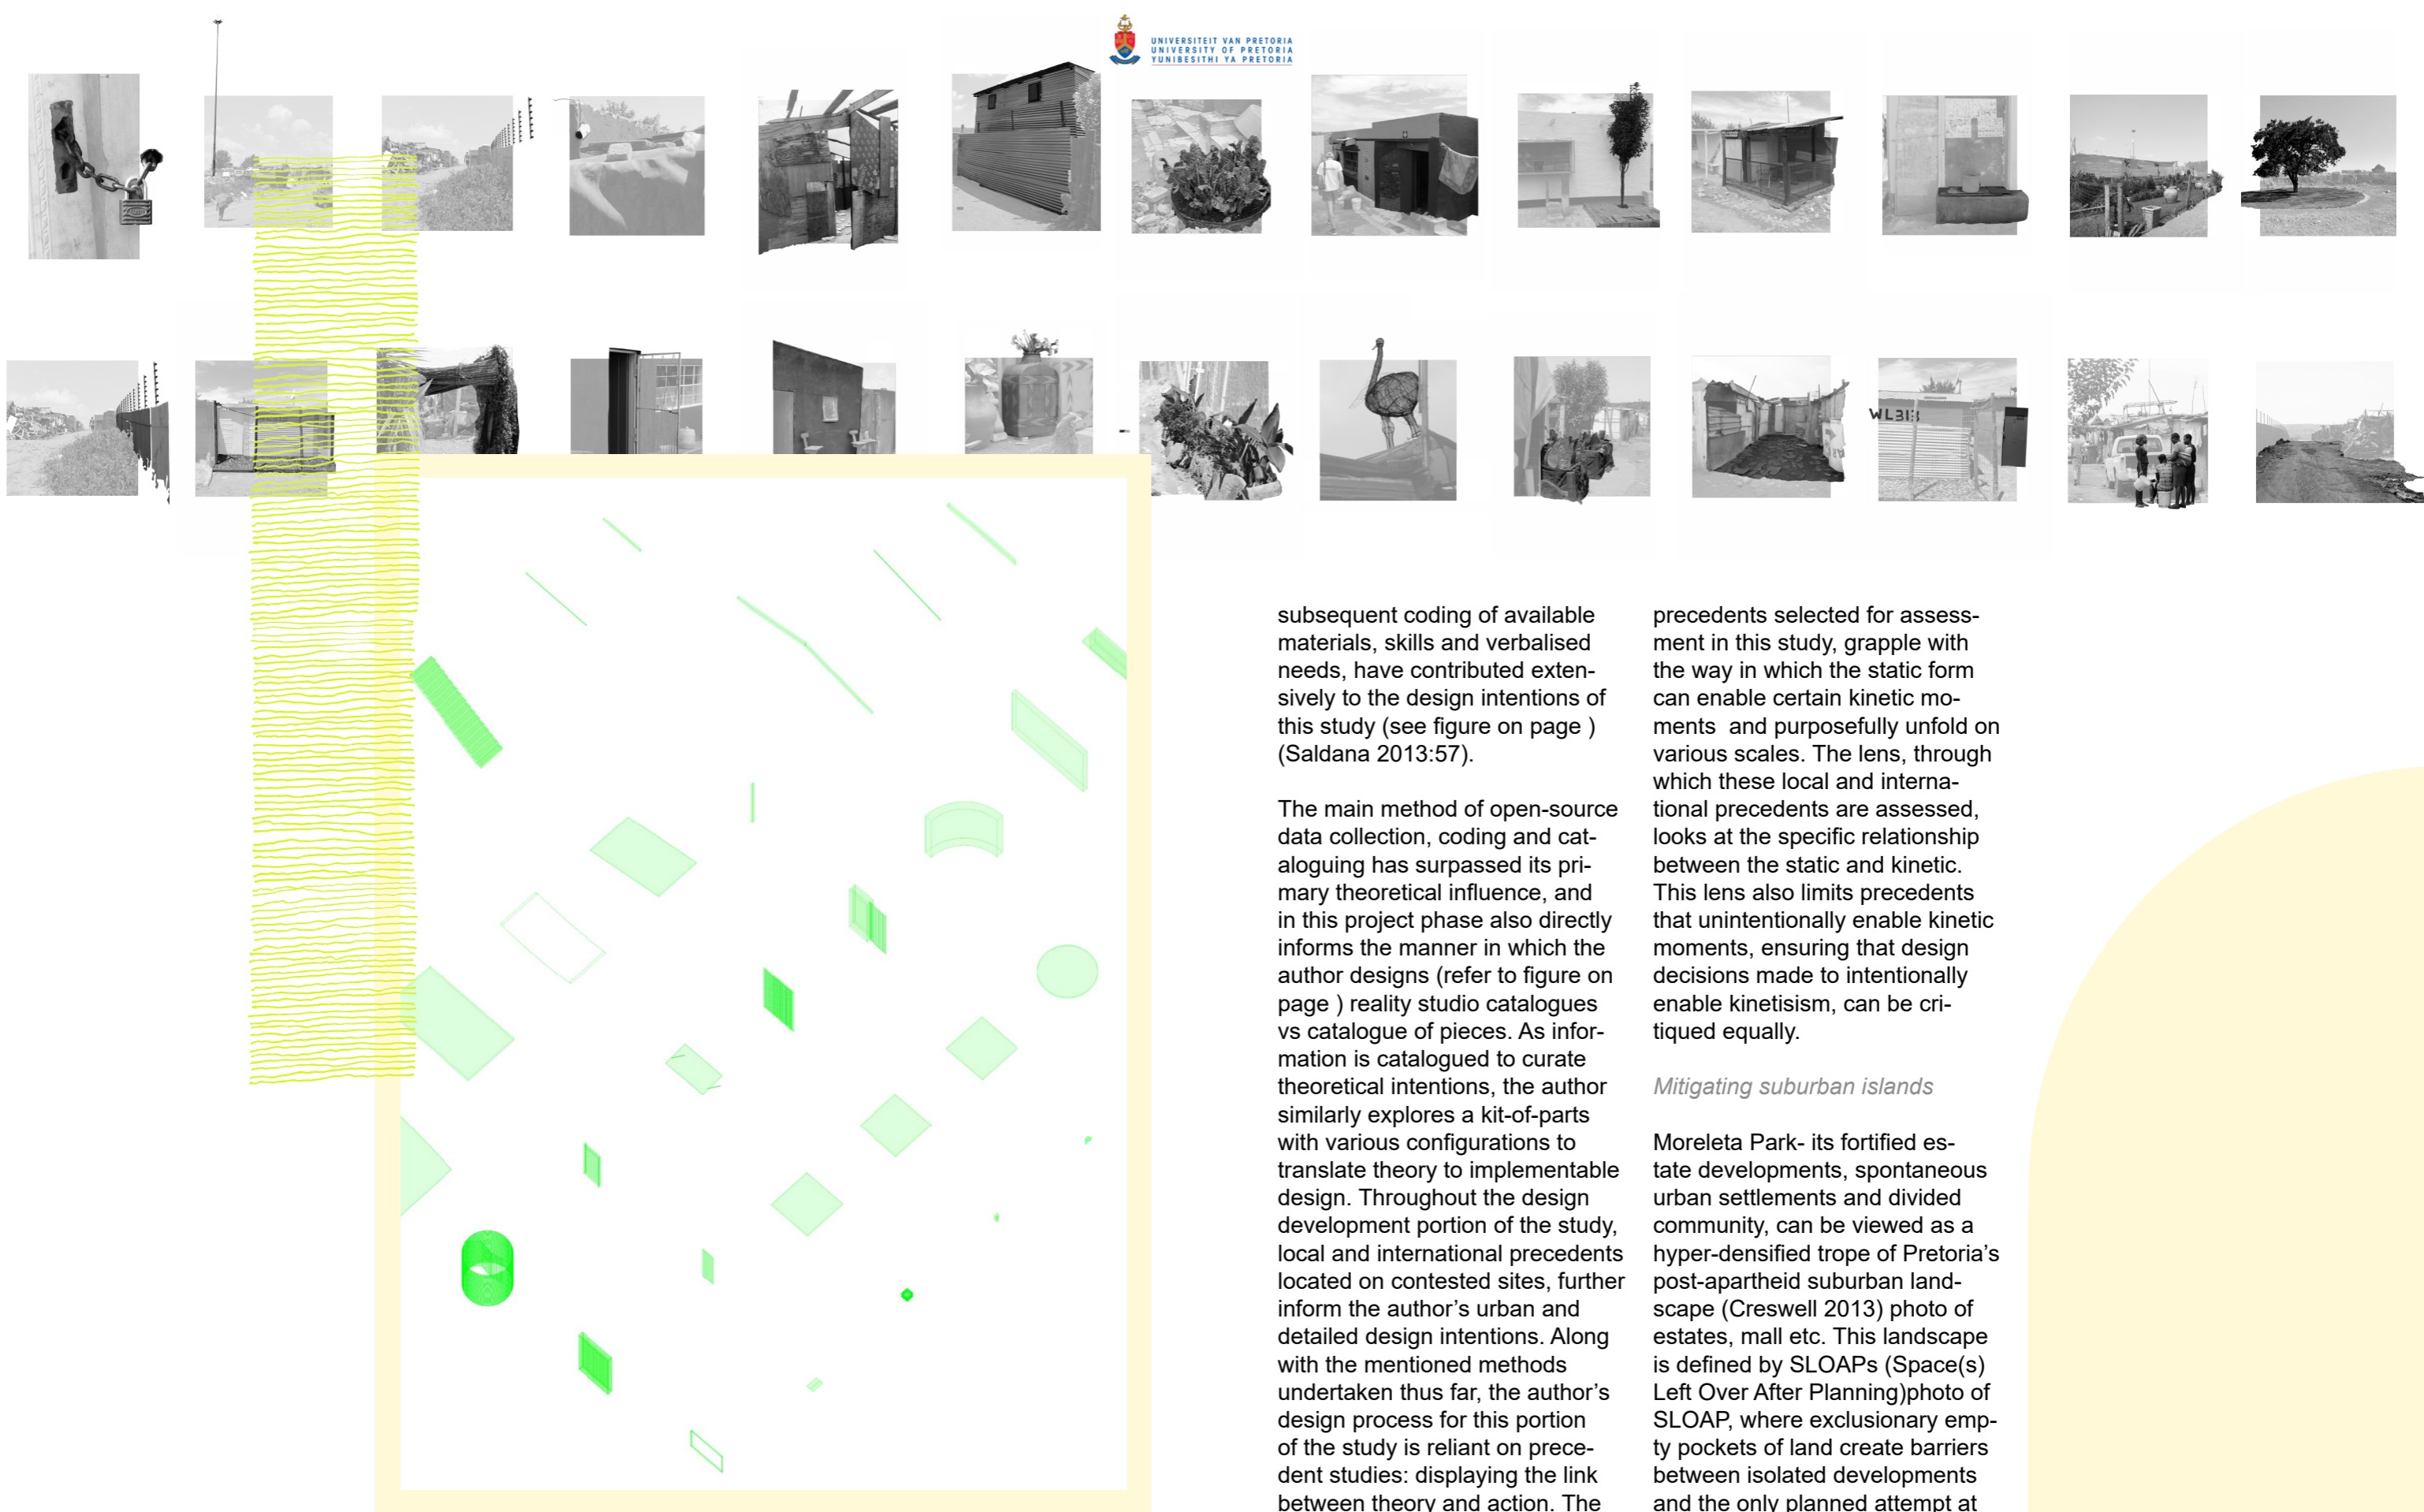 UNIVERSITEIT VAN PRETORIA
UNIVERSITY OF PRETORIA
YUNIBESITHI YA PRETORIA
WL313
subsequent coding of available
materials, skills and verbalised
needs, have contributed exten-
sively to the design intentions of
this study (see figure on page )
(Saldana 2013:57).
The main method of open-source
data collection, coding and cat-
aloguing has surpassed its pri-
mary theoretical influence, and
in this project phase also directly
informs the manner in which the
author designs (refer to figure on
page ) reality studio catalogues
vs catalogue of pieces. As infor-
mation is catalogued to curate
theoretical intentions, the author
similarly explores a kit-of-parts
with various configurations to
translate theory to implementable
design. Throughout the design
development portion of the study,
local and international precedents
located on contested sites, further
inform the author’s urban and
detailed design intentions. Along
with the mentioned methods
undertaken thus far, the author’s
design process for this portion
of the study is reliant on prece-
dent studies: displaying the link
between theory and action. The
precedents selected for assess-
ment in this study, grapple with
the way in which the static form
can enable certain kinetic mo-
ments  and purposefully unfold on
various scales. The lens, through
which these local and interna-
tional precedents are assessed,
looks at the specific relationship
between the static and kinetic.
This lens also limits precedents
that unintentionally enable kinetic
moments, ensuring that design
decisions made to intentionally
enable kinetisism, can be cri-
tiqued equally.
Mitigating suburban islands
Moreleta Park- its fortified es-
tate developments, spontaneous
urban settlements and divided
community, can be viewed as a
hyper-densified trope of Pretoria’s
post-apartheid suburban land-
scape (Creswell 2013) photo of
estates, mall etc. This landscape
is defined by SLOAPs (Space(s)
Left Over After Planning)photo of
SLOAP, where exclusionary emp-
ty pockets of land create barriers
between isolated developments
and the only planned attempt at